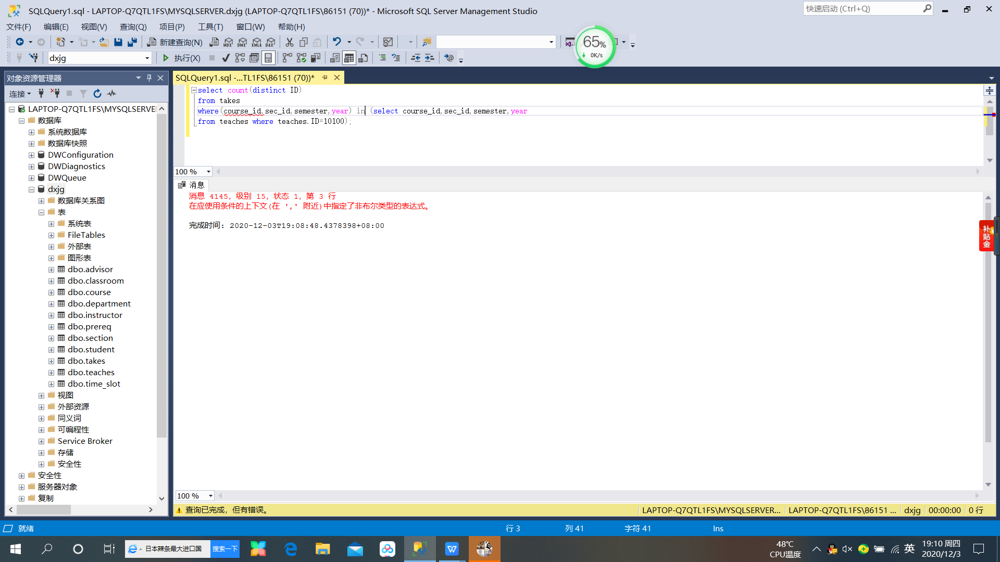 SQLQuery1.sql - LAPTOP-Q7QTL1FS\MYSQLSERVER.dxjg (LAPTOP-Q7QTL1FS\86151 (70))* - Microsoft SQL Server Management Studio
快速启动 (Ctrl+Q)
文件(F) 编辑(E) 视图(V) 查询(Q) 项目(P) 工具(T) 窗口(W) 帮助(H)
新建查询(N) MDX DMX XMLA DAX
65%
0K/s
dxjg 执行(X)
对象资源管理器
连接
LAPTOP-Q7QTL1FS\MYSQLSERVE
数据库
系统数据库
数据库快照
DWConfiguration
DWDiagnostics
DWQueue
dxjg
数据库关系图
表
系统表
FileTables
外部表
图形表
dbo.advisor
dbo.classroom
dbo.course
dbo.department
dbo.instructor
dbo.prereq
dbo.section
dbo.student
dbo.takes
dbo.teaches
dbo.time_slot
视图
外部资源
同义词
可编程性
Service Broker
存储
安全性
安全性
服务器对象
复制
SQLQuery1.sql -...TL1FS\86151 (70))*
select count(distinct ID)
from takes
where(course_id,sec_id,semester,year) in (select course_id,sec_id,semester,year
from teaches where teaches.ID=10100);
100 %
消息
消息 4145，级别 15，状态 1，第 3 行
在应使用条件的上下文(在 ',' 附近)中指定了非布尔类型的表达式。
完成时间: 2020-12-03T19:08:48.4378398+08:00
补贴金
100 %
查询已完成，但有错误。 LAPTOP-Q7QTL1FS\MYSQLSERVER... LAPTOP-Q7QTL1FS\86151 ... dxjg 00:00:00 0 行
就绪 行 3 列 41 字符 41 Ins
日本辣条最大进口国 搜索一下
48℃
CPU温度
英
19:10 周四
2020/12/3